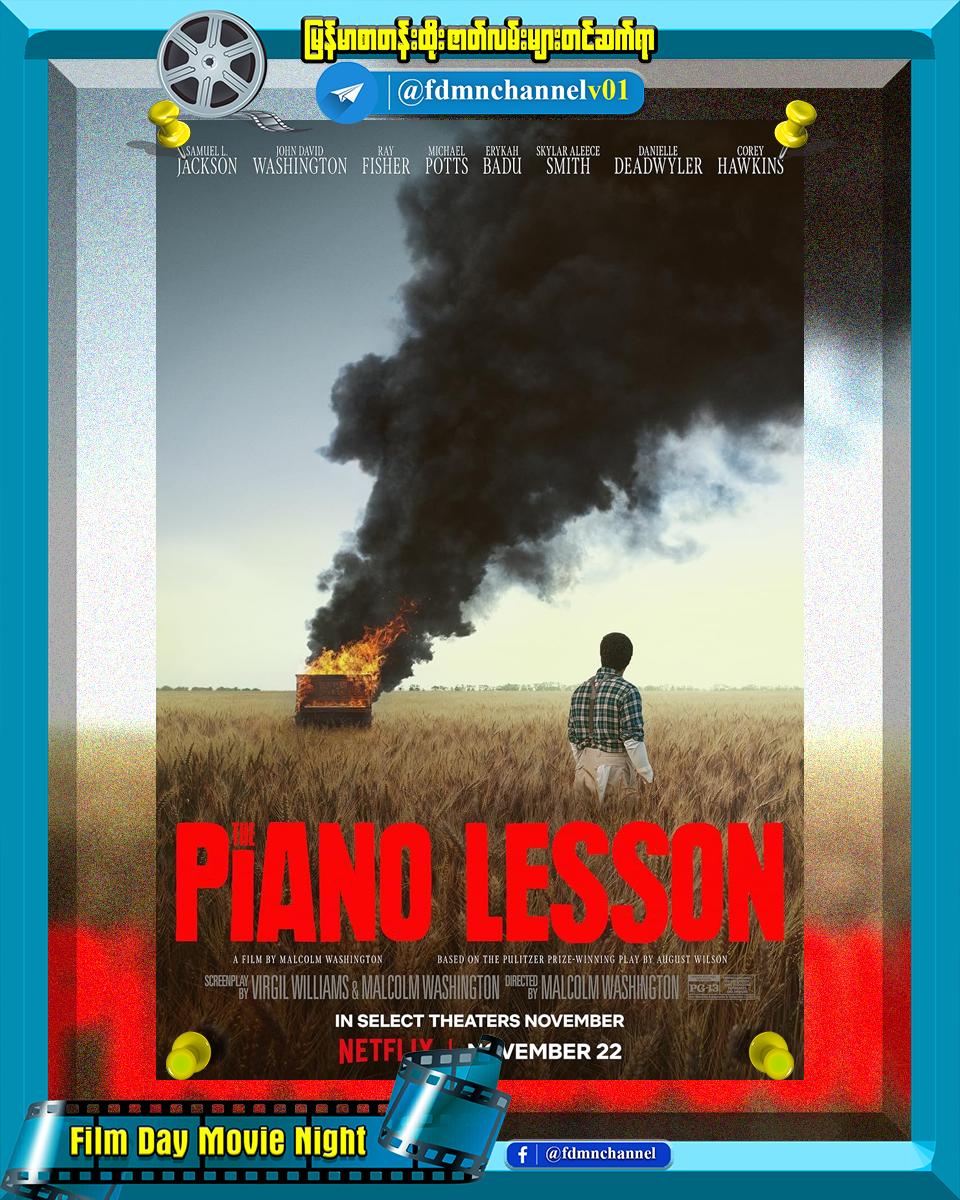 မြန်မာစာတန်းထိုးဇာတ်လမ်းများတင်ဆက်ရာ
@fdmnchannelv01
SAMUEL L. JACKSON JOHN DAVID WASHINGTON RAY FISHER MICHAEL POTTS ERYKAH BADU SKYLAR ALEECE SMITH DANIELLE DEADWYLER COREY HAWKINS
THE PiANO LESSON
A FILM BY MALCOLM WASHINGTON BASED ON THE PULITZER PRIZE-WINNING PLAY BY AUGUST WILSON
SCREENPLAY BY VIRGIL WILLIAMS & MALCOLM WASHINGTON DIRECTED BY MALCOLM WASHINGTON PG-13
IN SELECT THEATERS NOVEMBER
NETFLIX | NOVEMBER 22
Film Day Movie Night
f | @fdmnchannel